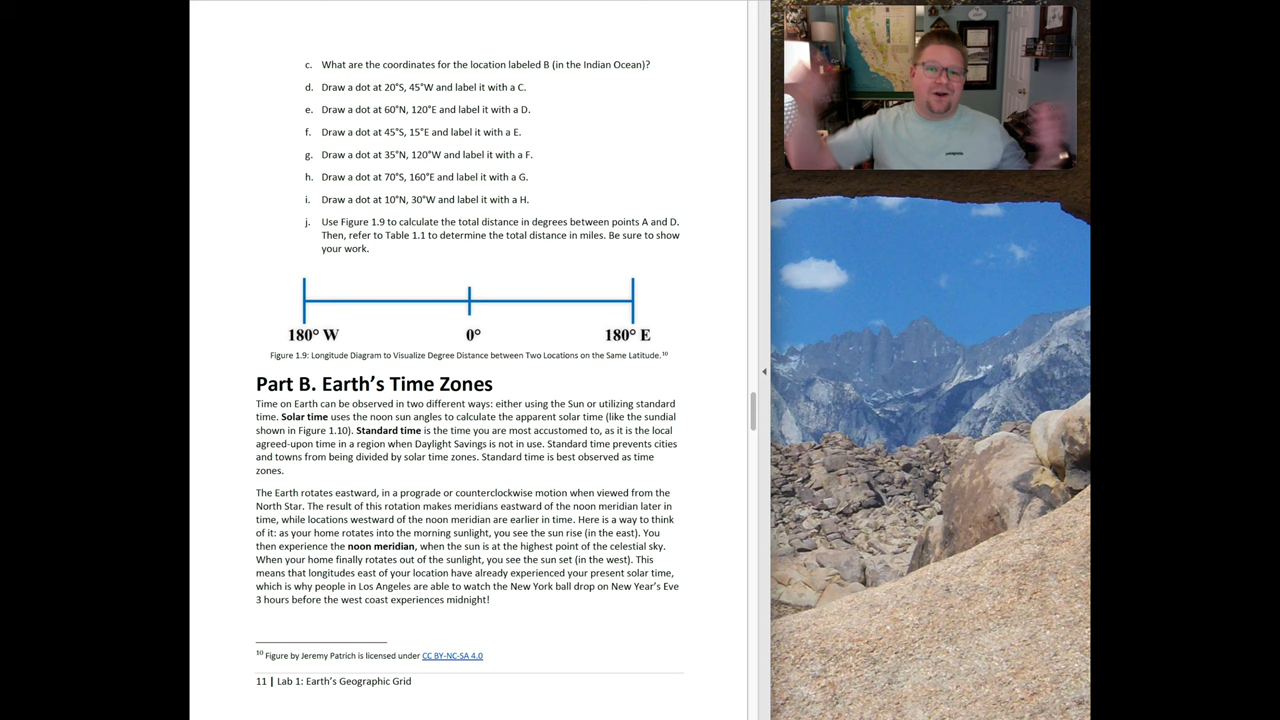 c. What are the coordinates for the location labeled B (in the Indian Ocean)?
d. Draw a dot at 20°S, 45°W and label it with a C.
e. Draw a dot at 60°N, 120°E and label it with a D.
f. Draw a dot at 45°S, 15°E and label it with a E.
g. Draw a dot at 35°N, 120°W and label it with a F.
h. Draw a dot at 70°S, 160°E and label it with a G.
i. Draw a dot at 10°N, 30°W and label it with a H.
j. Use Figure 1.9 to calculate the total distance in degrees between points A and D.
Then, refer to Table 1.1 to determine the total distance in miles. Be sure to show
your work.
180° W 0° 180° E
Figure 1.9: Longitude Diagram to Visualize Degree Distance between Two Locations on the Same Latitude.10
Part B. Earth's Time Zones
Time on Earth can be observed in two different ways: either using the Sun or utilizing standard
time. Solar time uses the noon sun angles to calculate the apparent solar time (like the sundial
shown in Figure 1.10). Standard time is the time you are most accustomed to, as it is the local
agreed-upon time in a region when Daylight Savings is not in use. Standard time prevents cities
and towns from being divided by solar time zones. Standard time is best observed as time
zones.
The Earth rotates eastward, in a prograde or counterclockwise motion when viewed from the
North Star. The result of this rotation makes meridians eastward of the noon meridian later in
time, while locations westward of the noon meridian are earlier in time. Here is a way to think
of it: as your home rotates into the morning sunlight, you see the sun rise (in the east). You
then experience the noon meridian, when the sun is at the highest point of the celestial sky.
When your home finally rotates out of the sunlight, you see the sun set (in the west). This
means that longitudes east of your location have already experienced your present solar time,
which is why people in Los Angeles are able to watch the New York ball drop on New Year's Eve
3 hours before the west coast experiences midnight!
10 Figure by Jeremy Patrich is licensed under CC BY-NC-SA 4.0
11 | Lab 1: Earth's Geographic Grid